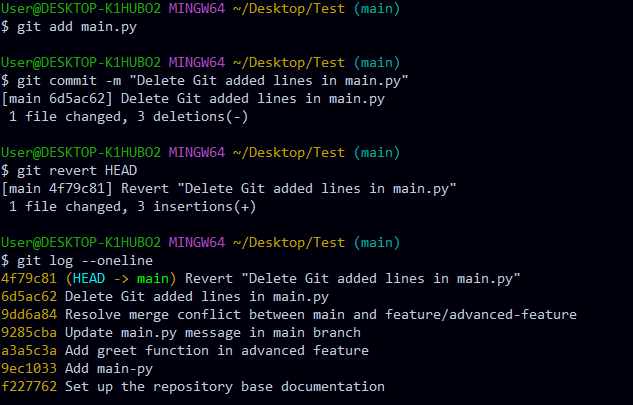 User@DESKTOP-K1HUBO2 MINGW64 ~/Desktop/Test (main)
$ git add main.py
User@DESKTOP-K1HUBO2 MINGW64 ~/Desktop/Test (main)
$ git commit -m "Delete Git added lines in main.py"
[main 6d5ac62] Delete Git added lines in main.py
1 file changed, 3 deletions(-)
User@DESKTOP-K1HUBO2 MINGW64 ~/Desktop/Test (main)
$ git revert HEAD
[main 4f79c81] Revert "Delete Git added lines in main.py"
1 file changed, 3 insertions(+)
User@DESKTOP-K1HUBO2 MINGW64 ~/Desktop/Test (main)
$ git log --oneline
4f79c81 (HEAD -> main) Revert "Delete Git added lines in main.py"
6d5ac62 Delete Git added lines in main.py
9dd6a84 Resolve merge conflict between main and feature/advanced-feature
9285cba Update main.py message in main branch
a3a5c3a Add greet function in advanced feature
9ec1033 Add main-py
f227762 Set up the repository base documentation